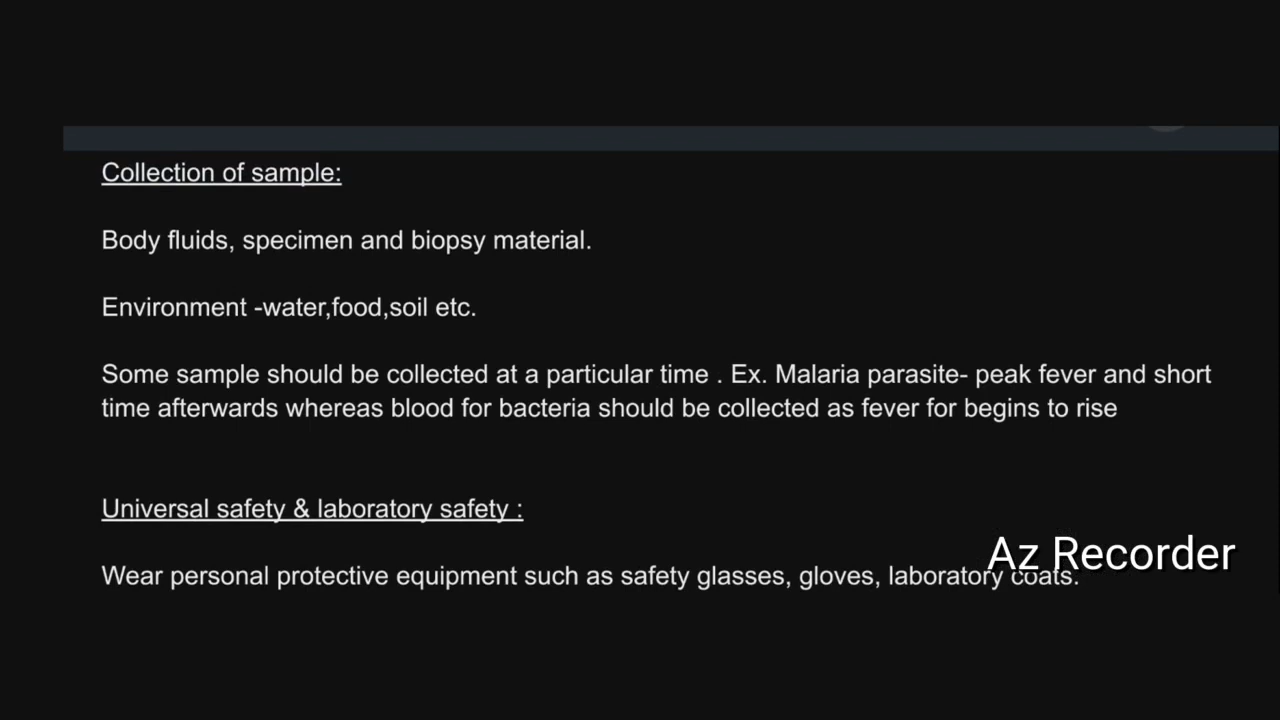 Collection of sample:
Body fluids, specimen and biopsy material.
Environment -water,food,soil etc.
Some sample should be collected at a particular time . Ex. Malaria parasite- peak fever and short
time afterwards whereas blood for bacteria should be collected as fever for begins to rise
Universal safety & laboratory safety :
Az Recorder
Wear personal protective equipment such as safety glasses, gloves, laboratory coats.